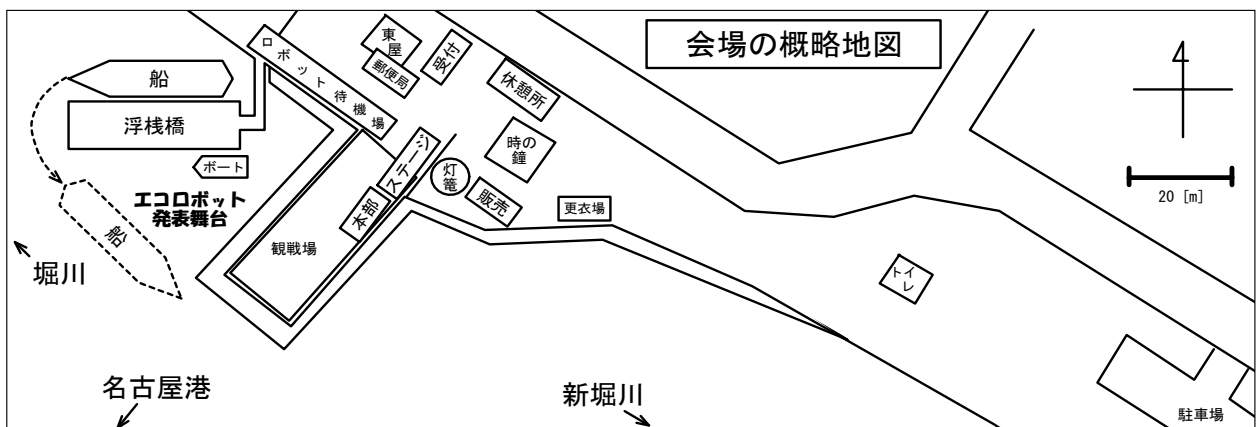 会場の概略地図
ロボット待機場
東屋
郵便局
受付
休憩所
船
浮桟橋
ボート
エコロボット
発表舞台
船
堀川
ステージ
本部
観戦場
灯篭
時の
鐘
販売
更衣場
トイレ
20 [m]
名古屋港
新堀川
駐車場